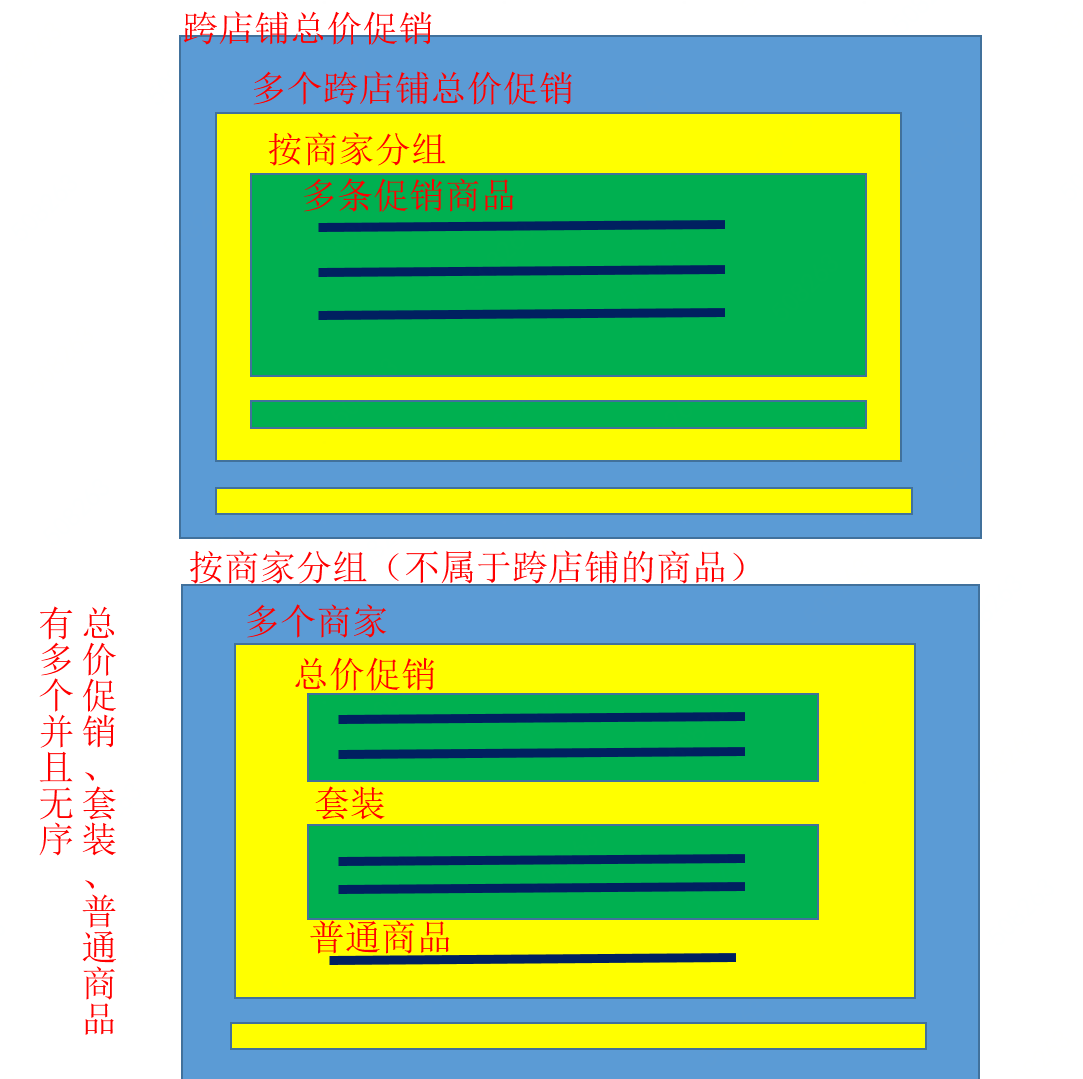 跨店铺总价促销
多个跨店铺总价促销
按商家分组
多条促销商品
按商家分组（不属于跨店铺的商品）
多个商家
总价促销
套装
普通商品
总价促销、套装、普通商品
有多个并且无序